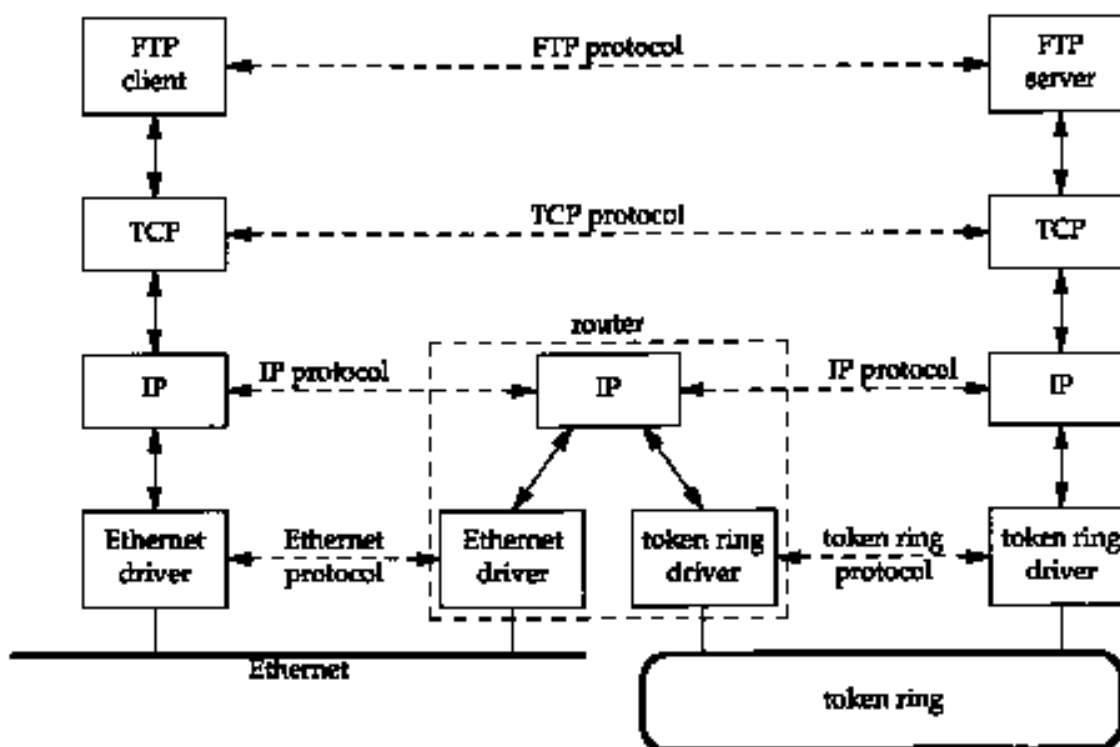 FTP
client
FTP protocol
FTP
server
TCP
TCP protocol
TCP
router
IP
IP protocol
IP
IP protocol
IP
Ethernet
driver
Ethernet
protocol
Ethernet
driver
token ring
driver
token ring
protocol
token ring
driver
Ethernet
token ring